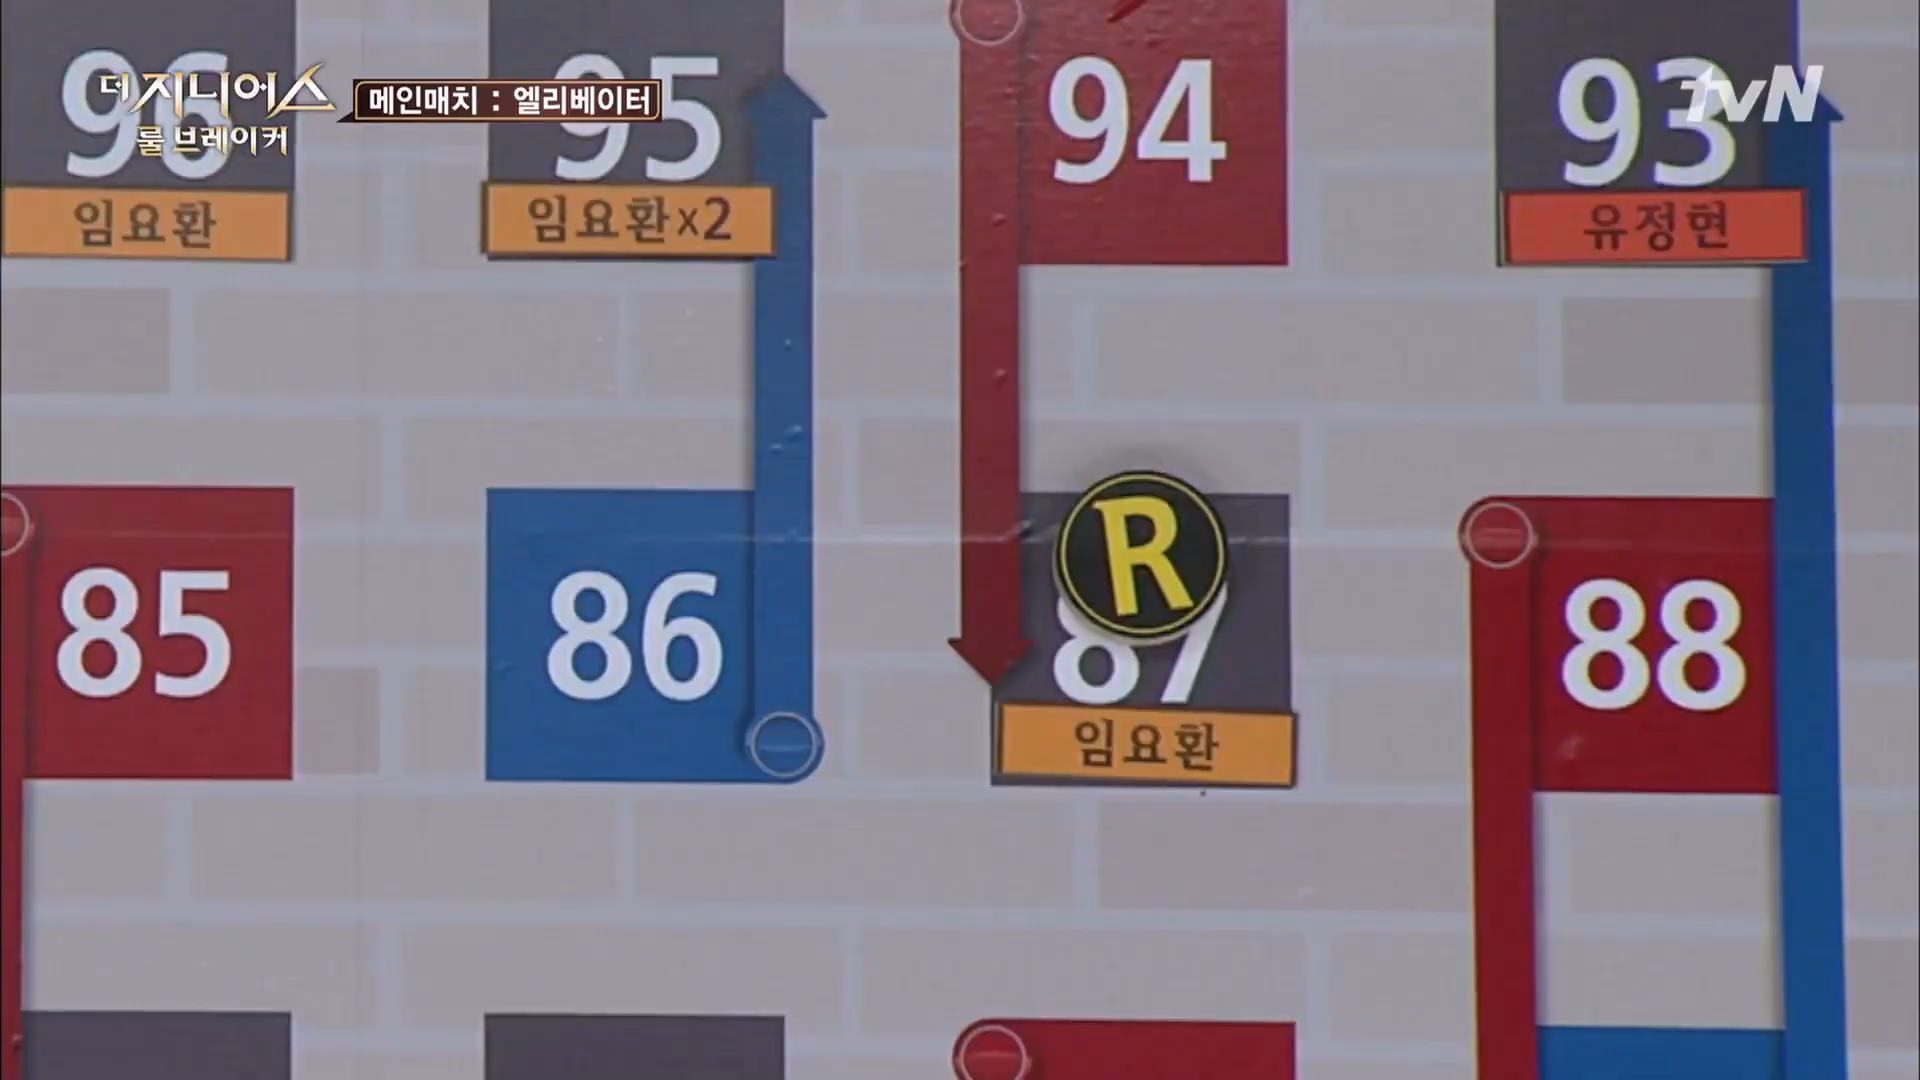 더 지니어스
룰 브레이커
메인매치 : 엘리베이터
tvN
96
95
94
93
임요환
임요환x2
유정현
85
86
R
87
88
임요환